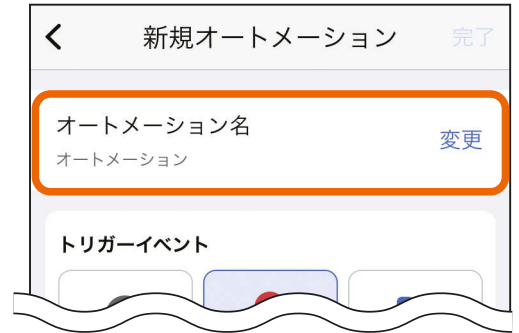 新規オートメーション 完了
オートメーション名
変更
オートメーション
トリガーイベント